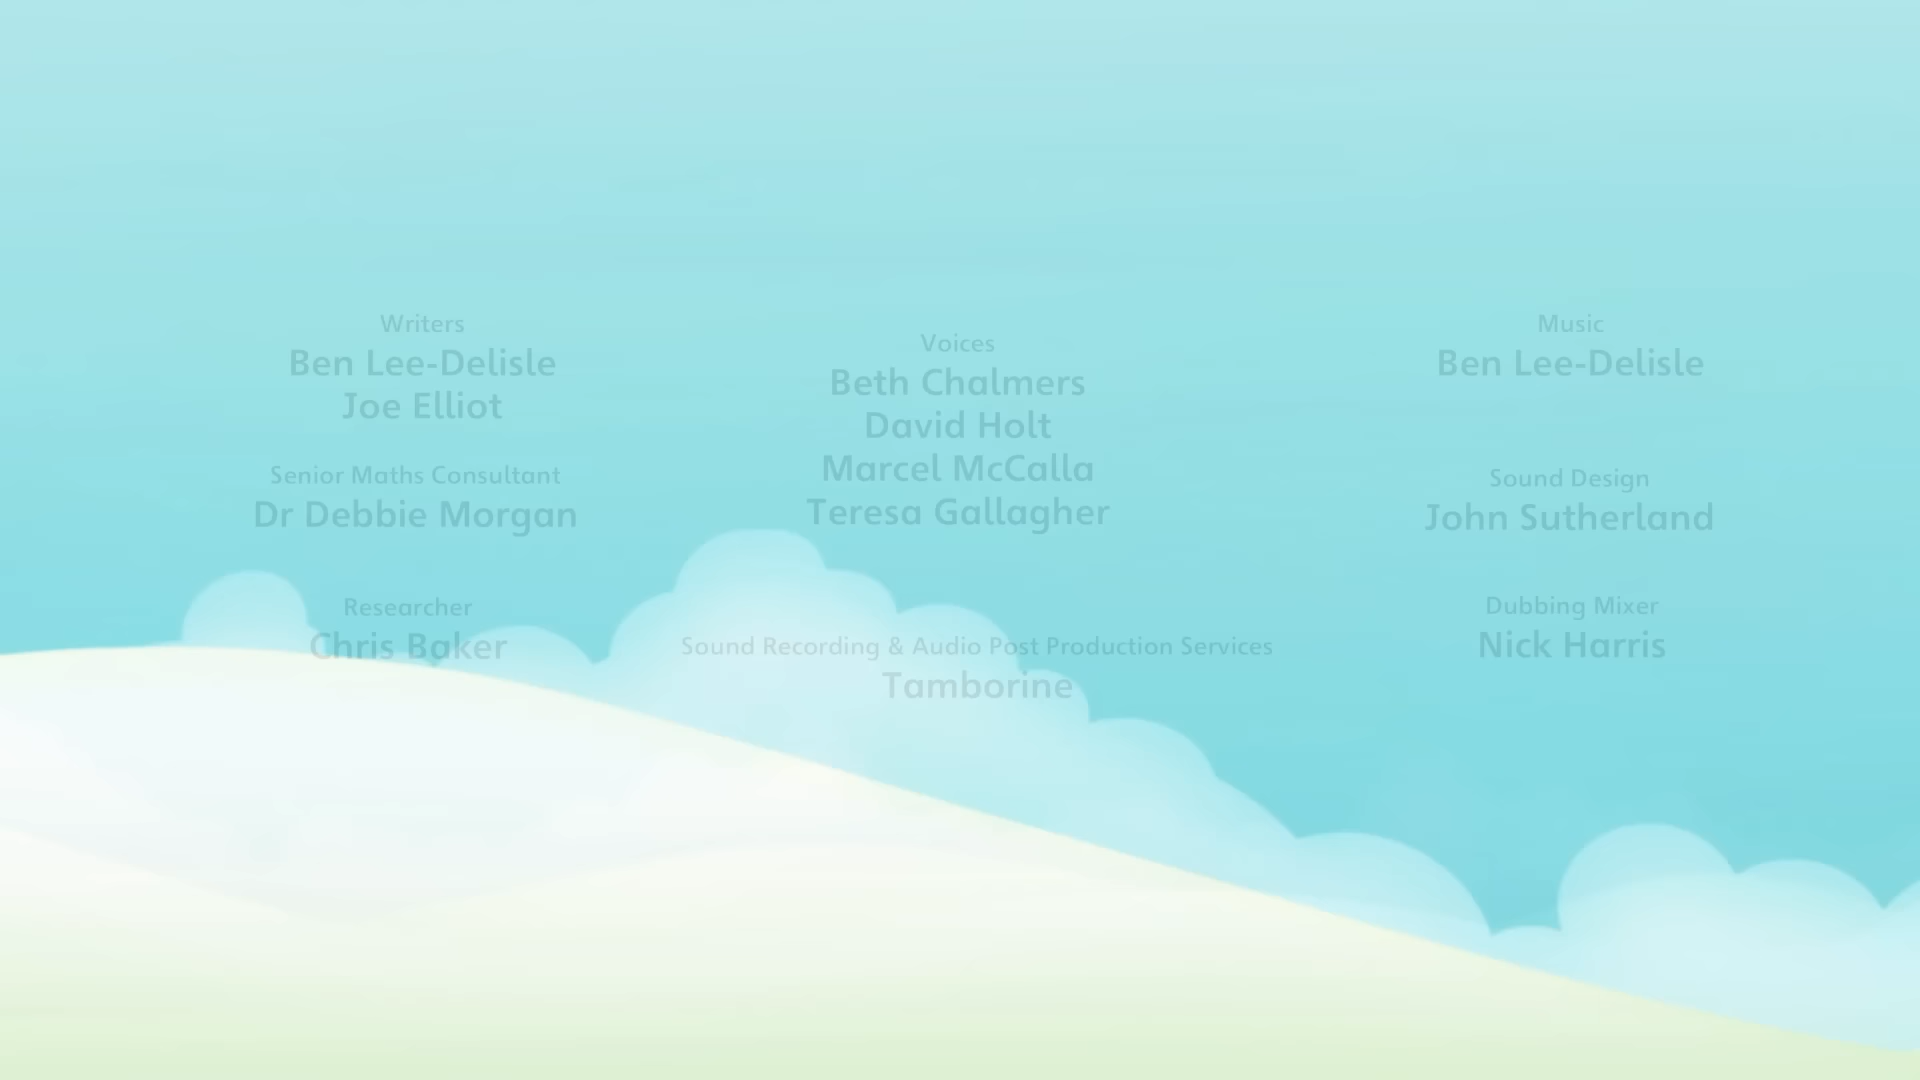 Writers
Ben Lee-Delisle
Joe Elliot
Senior Maths Consultant
Dr Debbie Morgan
Researcher
Chris Baker
Voices
Beth Chalmers
David Holt
Marcel McCalla
Teresa Gallagher
Sound Recording & Audio Post Production Services
Tamborine
Music
Ben Lee-Delisle
Sound Design
John Sutherland
Dubbing Mixer
Nick Harris